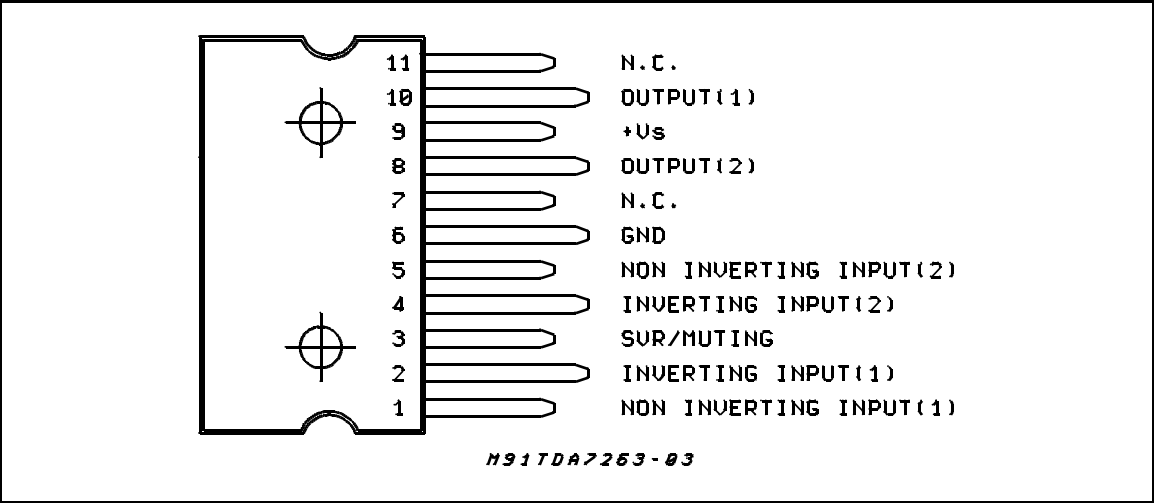 11 N.C.
10 OUTPUT(1)
9 +Vs
8 OUTPUT(2)
7 N.C.
6 GND
5 NON INVERTING INPUT(2)
4 INVERTING INPUT(2)
3 SVR/MUTING
2 INVERTING INPUT(1)
1 NON INVERTING INPUT(1)
M91TDA7263-03